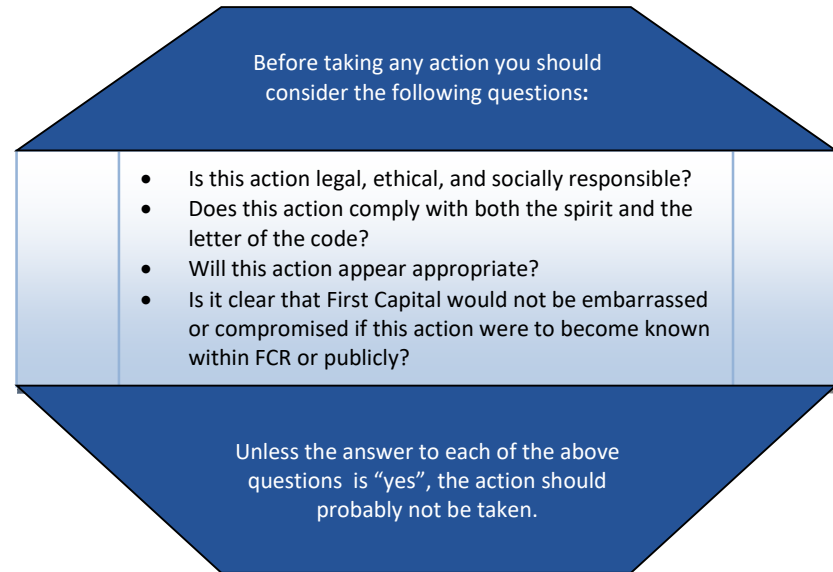 Before taking any action you should
consider the following questions:
• Is this action legal, ethical, and socially responsible?
• Does this action comply with both the spirit and the
letter of the code?
• Will this action appear appropriate?
• Is it clear that First Capital would not be embarrassed
or compromised if this action were to become known
within FCR or publicly?
Unless the answer to each of the above
questions is “yes”, the action should
probably not be taken.